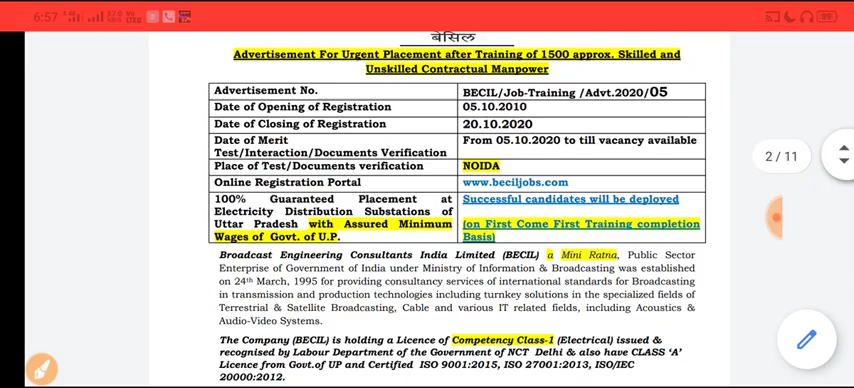 6:57
2 / 11
बेसिल
Advertisement For Urgent Placement after Training of 1500 approx. Skilled and
Unskilled Contractual Manpower
Advertisement No. BECIL/Job-Training /Advt.2020/05
Date of Opening of Registration 05.10.2010
Date of Closing of Registration 20.10.2020
Date of Merit From 05.10.2020 to till vacancy available
Test/Interaction/Documents Verification
Place of Test/Documents verification NOIDA
Online Registration Portal www.beciljobs.com
100% Guaranteed Placement at Successful candidates will be deployed
Electricity Distribution Substations of
Uttar Pradesh with Assured Minimum (on First Come First Training completion
Wages of Govt. of U.P. Basis)
Broadcast Engineering Consultants India Limited (BECIL) a Mini Ratna, Public Sector
Enterprise of Government of India under Ministry of Information & Broadcasting was established
on 24th March, 1995 for providing consultancy services of international standards for Broadcasting
in transmission and production technologies including turnkey solutions in the specialized fields of
Terrestrial & Satellite Broadcasting, Cable and various IT related fields, including Acoustics &
Audio-Video Systems.
The Company (BECIL) is holding a Licence of Competency Class-1 (Electrical) issued &
recognised by Labour Department of the Government of NCT Delhi & also have CLASS 'A'
Licence from Govt.of UP and Certified ISO 9001:2015, ISO 27001:2013, ISO/IEC
20000:2012.